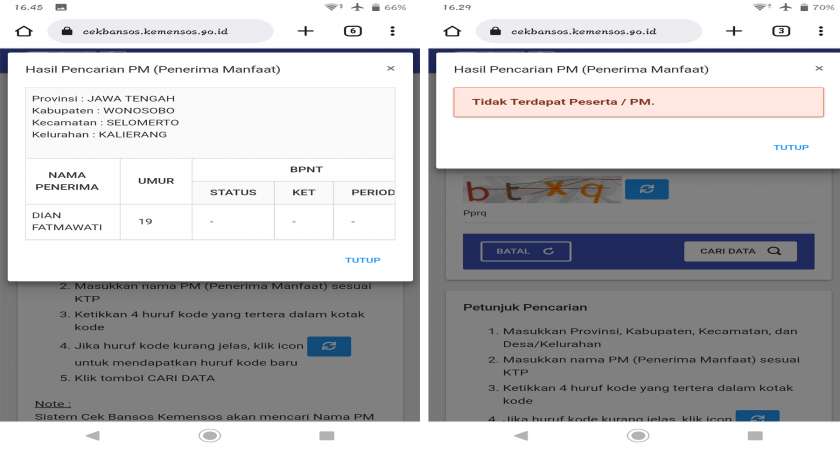 16.45
66%
cekbansos.kemensos.go.id
6
Hasil Pencarian PM (Penerima Manfaat)
×
Provinsi : JAWA TENGAH
Kabupaten : WONOSOBO
Kecamatan : SELOMERTO
Kelurahan : KALIERANG
NAMA PENERIMA
UMUR
BPNT
STATUS
KET
PERIOD
DIAN FATMAWATI
19
-
-
-
TUTUP
2. Masukkan nama PM (Penerima Manfaat) sesuai
KTP
3. Ketikkan 4 huruf kode yang tertera dalam kotak
kode
4. Jika huruf kode kurang jelas, klik icon
untuk mendapatkan huruf kode baru
5. Klik tombol CARI DATA
Note :
Sistem Cek Bansos Kemensos akan mencari Nama PM
16.29
70%
cekbansos.kemensos.go.id
3
Hasil Pencarian PM (Penerima Manfaat)
×
Tidak Terdapat Peserta / PM.
TUTUP
b t x q
Pprq
BATAL
CARI DATA
Petunjuk Pencarian
1. Masukkan Provinsi, Kabupaten, Kecamatan, dan
Desa/Kelurahan
2. Masukkan nama PM (Penerima Manfaat) sesuai
KTP
3. Ketikkan 4 huruf kode yang tertera dalam kotak
kode
4. Jika huruf kode kurang jelas, klik icon